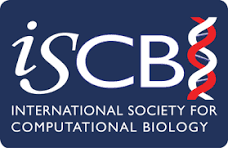 iSCB
INTERNATIONAL SOCIETY FOR
COMPUTATIONAL BIOLOGY